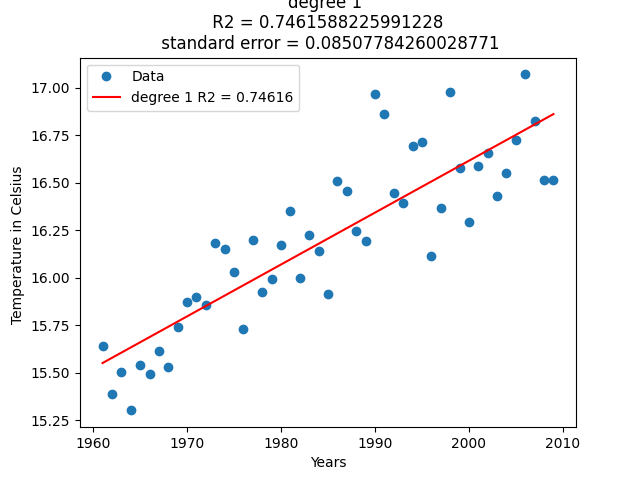 degree 1
R2 = 0.7461588225991228
standard error = 0.08507784260028771
Data
degree 1 R2 = 0.74616
Temperature in Celsius
17.00
16.75
16.50
16.25
16.00
15.75
15.50
15.25
1960 1970 1980 1990 2000 2010
Years